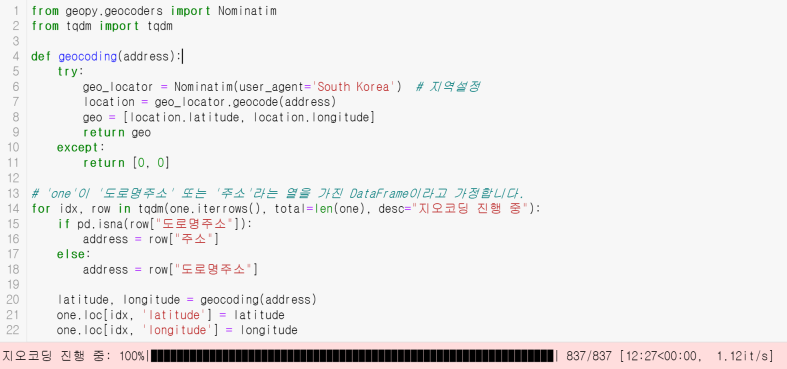 1 from geopy.geocoders import Nominatim
2 from tqdm import tqdm
3
4 def geocoding(address):
5     try:
6         geo_locator = Nominatim(user_agent='South Korea')  # 지역설정
7         location = geo_locator.geocode(address)
8         geo = [location.latitude, location.longitude]
9         return geo
10     except:
11         return [0, 0]
12
13 # 'one'이 '도로명주소' 또는 '주소'라는 열을 가진 DataFrame이라고 가정합니다.
14 for idx, row in tqdm(one.iterrows(), total=len(one), desc="지오코딩 진행 중"):
15     if pd.isna(row["도로명주소"]):
16         address = row["주소"]
17     else:
18         address = row["도로명주소"]
19
20     latitude, longitude = geocoding(address)
21     one.loc[idx, 'latitude'] = latitude
22     one.loc[idx, 'longitude'] = longitude
지오코딩 진행 중: 100%| | 837/837 [12:27<00:00, 1.12it/s]